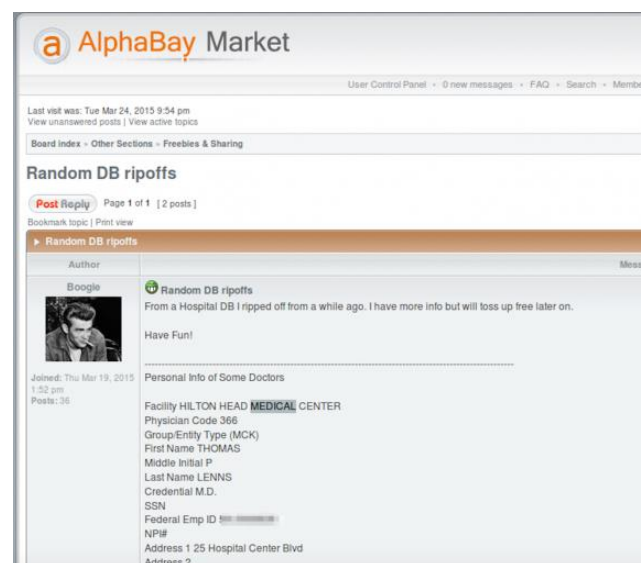 a AlphaBay Market
User Control Panel • 0 new messages • FAQ • Search •
Last visit was: Tue Mar 24, 2015 9:54 pm
View unanswered posts | View active topics
Board index » Other Sections » Freebies & Sharing
Random DB ripoffs
Post Reply Page 1 of 1 [ 2 posts ]
Bookmark topic | Print view
Random DB ripoffs
Author
Boogie
Joined: Thu Mar 19, 2015
1:52 pm
Posts: 36
Random DB ripoffs
From a Hospital DB I ripped off from a while ago. I have more info but will toss up free later on.
Have Fun!
Personal Info of Some Doctors
Facility HILTON HEAD MEDICAL CENTER
Physician Code 366
Group/Entity Type (MCK)
First Name THOMAS
Middle Initial P
Last Name LENNS
Credential M.D.
SSN
Federal Emp ID
NPI#
Address 1 25 Hospital Center Blvd
Address 2